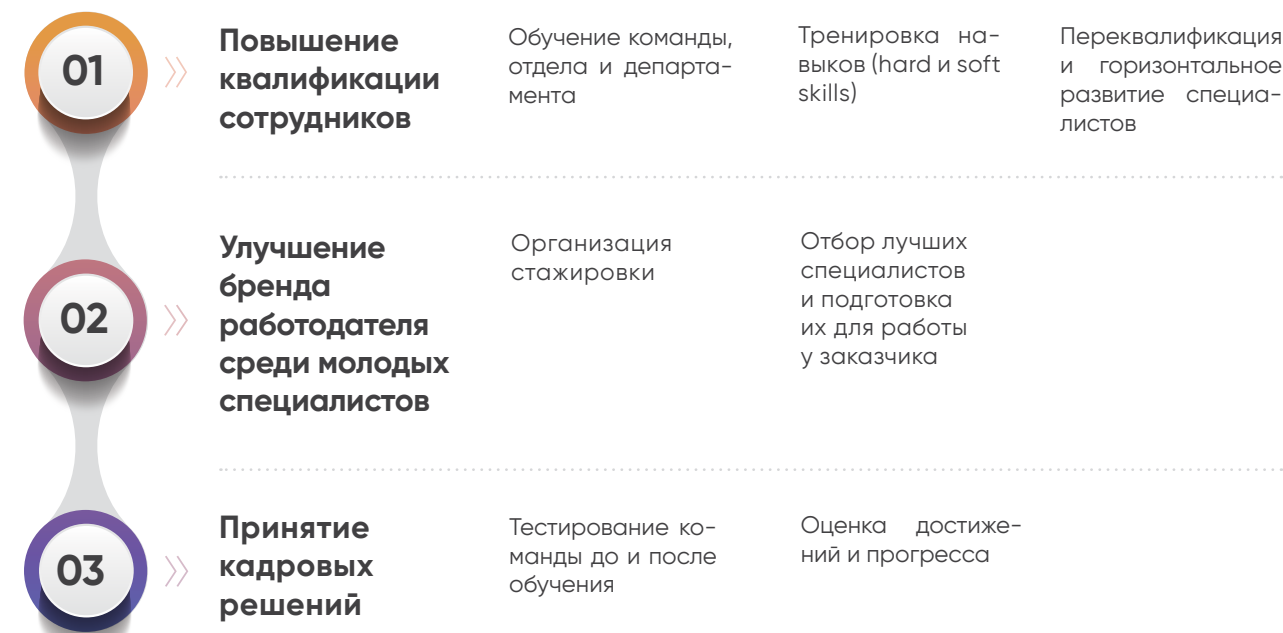 01
Повышение
квалификации
сотрудников
Обучение команды,
отдела и департа-
мента
Тренировка на-
выков (hard и soft
skills)
Переквалификация
и горизонтальное
развитие специа-
листов
02
Улучшение
бренда
работодателя
среди молодых
специалистов
Организация
стажировки
Отбор лучших
специалистов
и подготовка
их для работы
у заказчика
03
Принятие
кадровых
решений
Тестирование ко-
манды до и после
обучения
Оценка достиже-
ний и прогресса